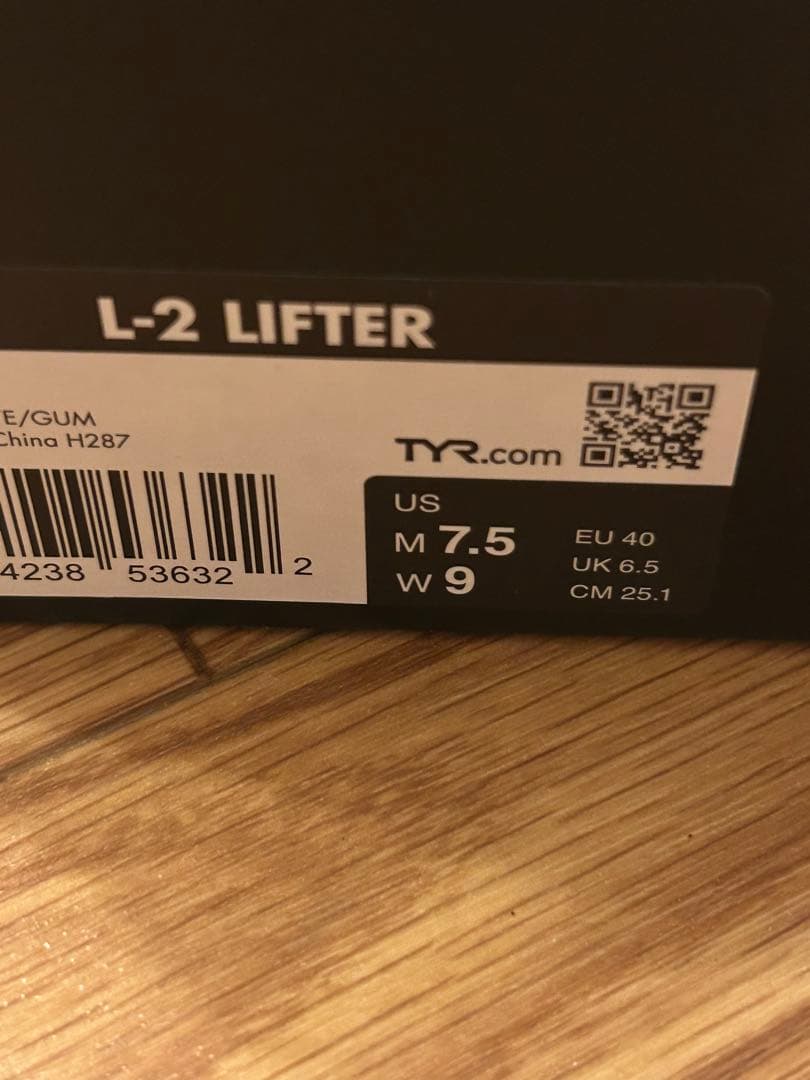 L-2 LIFTER
TE/GUM
China H287
TYR.com
4238 53632 2
US
M 7.5
W 9
EU 40
UK 6.5
CM 25.1